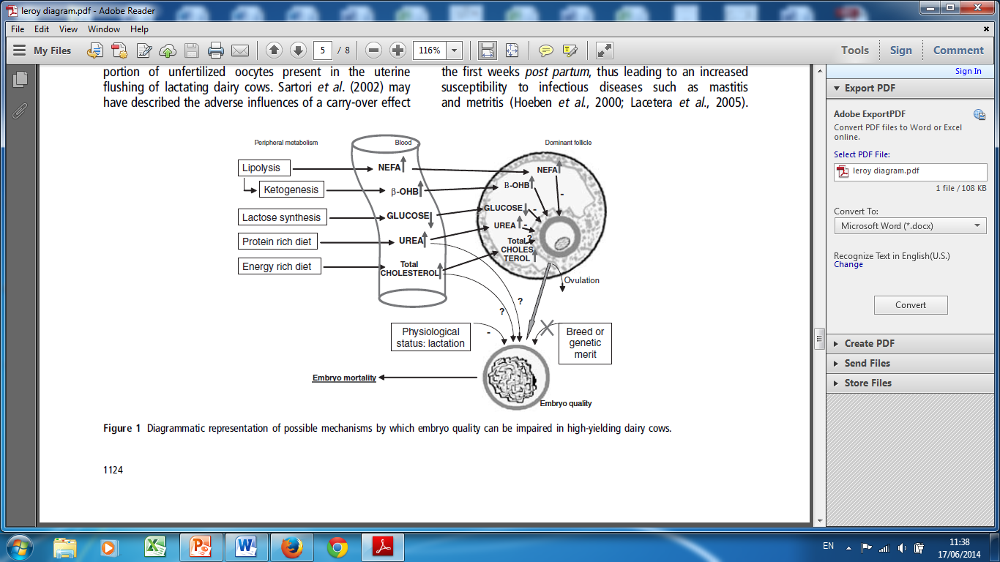 leroy diagram.pdf - Adobe Reader
File Edit View Window Help
My Files
5 / 8
116%
Tools Sign Comment
portion of unfertilized oocytes present in the uterine
flushing of lactating dairy cows. Sartori et al. (2002) may
have described the adverse influences of a carry-over effect
the first weeks post partum, thus leading to an increased
susceptibility to infectious diseases such as mastitis
and metritis (Hoeben et al., 2000; Lacetera et al., 2005).
Peripheral metabolism
Blood
Dominant follicle
Lipolysis
Ketogenesis
Lactose synthesis
Protein rich diet
Energy rich diet
NEFA
β-OHB
GLUCOSE
UREA
Total
CHOLESTEROL
NEFA
-
B-OHB
GLUCOSE -
UREA -
?
Total
CHOLES
TEROL
Ovulation
?
?
Physiological
status: lactation
-
Breed or
genetic
merit
Embryo mortality
Embryo quality
Figure 1 Diagrammatic representation of possible mechanisms by which embryo quality can be impaired in high-yielding dairy cows.
1124
Sign In
Export PDF
Adobe ExportPDF
Convert PDF files to Word or Excel
online.
Select PDF File:
leroy diagram.pdf
1 file / 108 KB
Convert To:
Microsoft Word (*.docx)
Recognize Text in English(U.S.)
Change
Convert
Create PDF
Send Files
Store Files
EN
11:38
17/06/2014